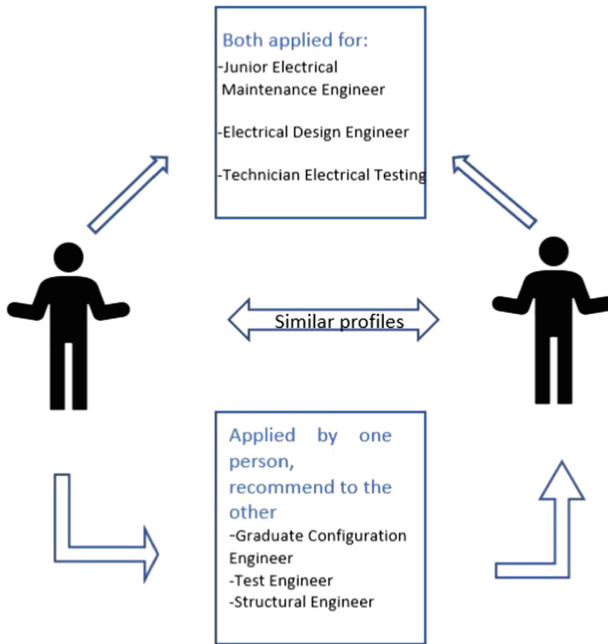 Both applied for:
-Junior Electrical
Maintenance Engineer
-Electrical Design Engineer
-Technician Electrical Testing
Similar profiles
Applied by one
person,
recommend to the
other
-Graduate Configuration
Engineer
-Test Engineer
-Structural Engineer